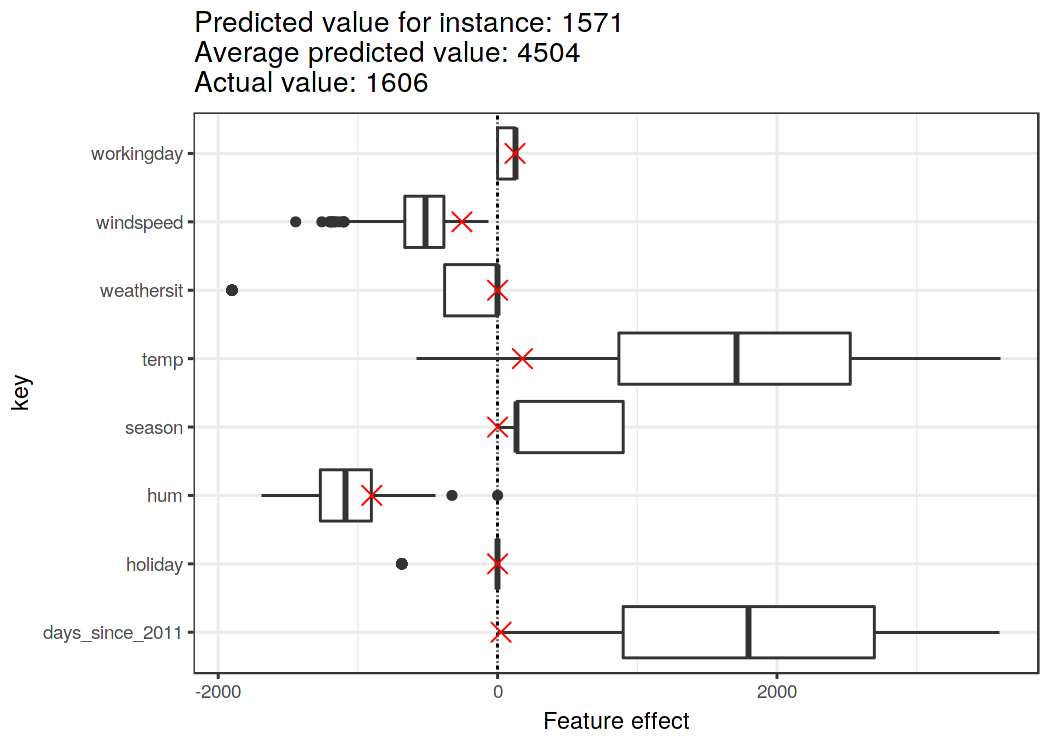 Predicted value for instance: 1571
Average predicted value: 4504
Actual value: 1606
workingday
windspeed
weathersit
temp
season
hum
holiday
days_since_2011
key
-2000 0 2000
Feature effect